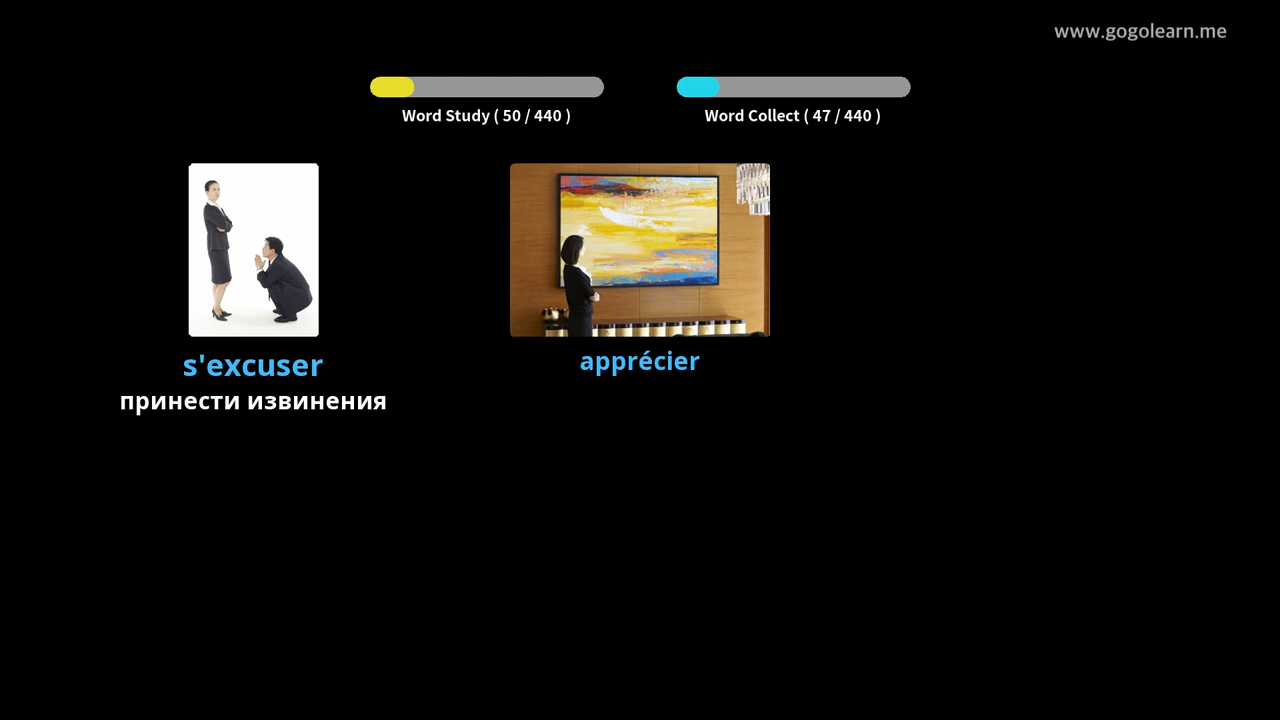 www.gogolearn.me
Word Study ( 50 / 440 )
Word Collect ( 47 / 440 )
s'excuser
apprécier
принести извинения